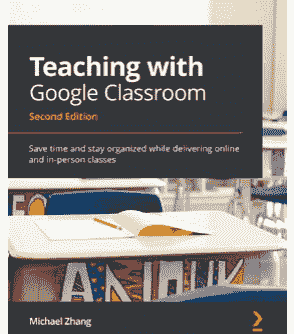 Teaching with
Google Classroom
Second Edition
Save time and stay organized while delivering online
and in-person classes
Michael Zhang